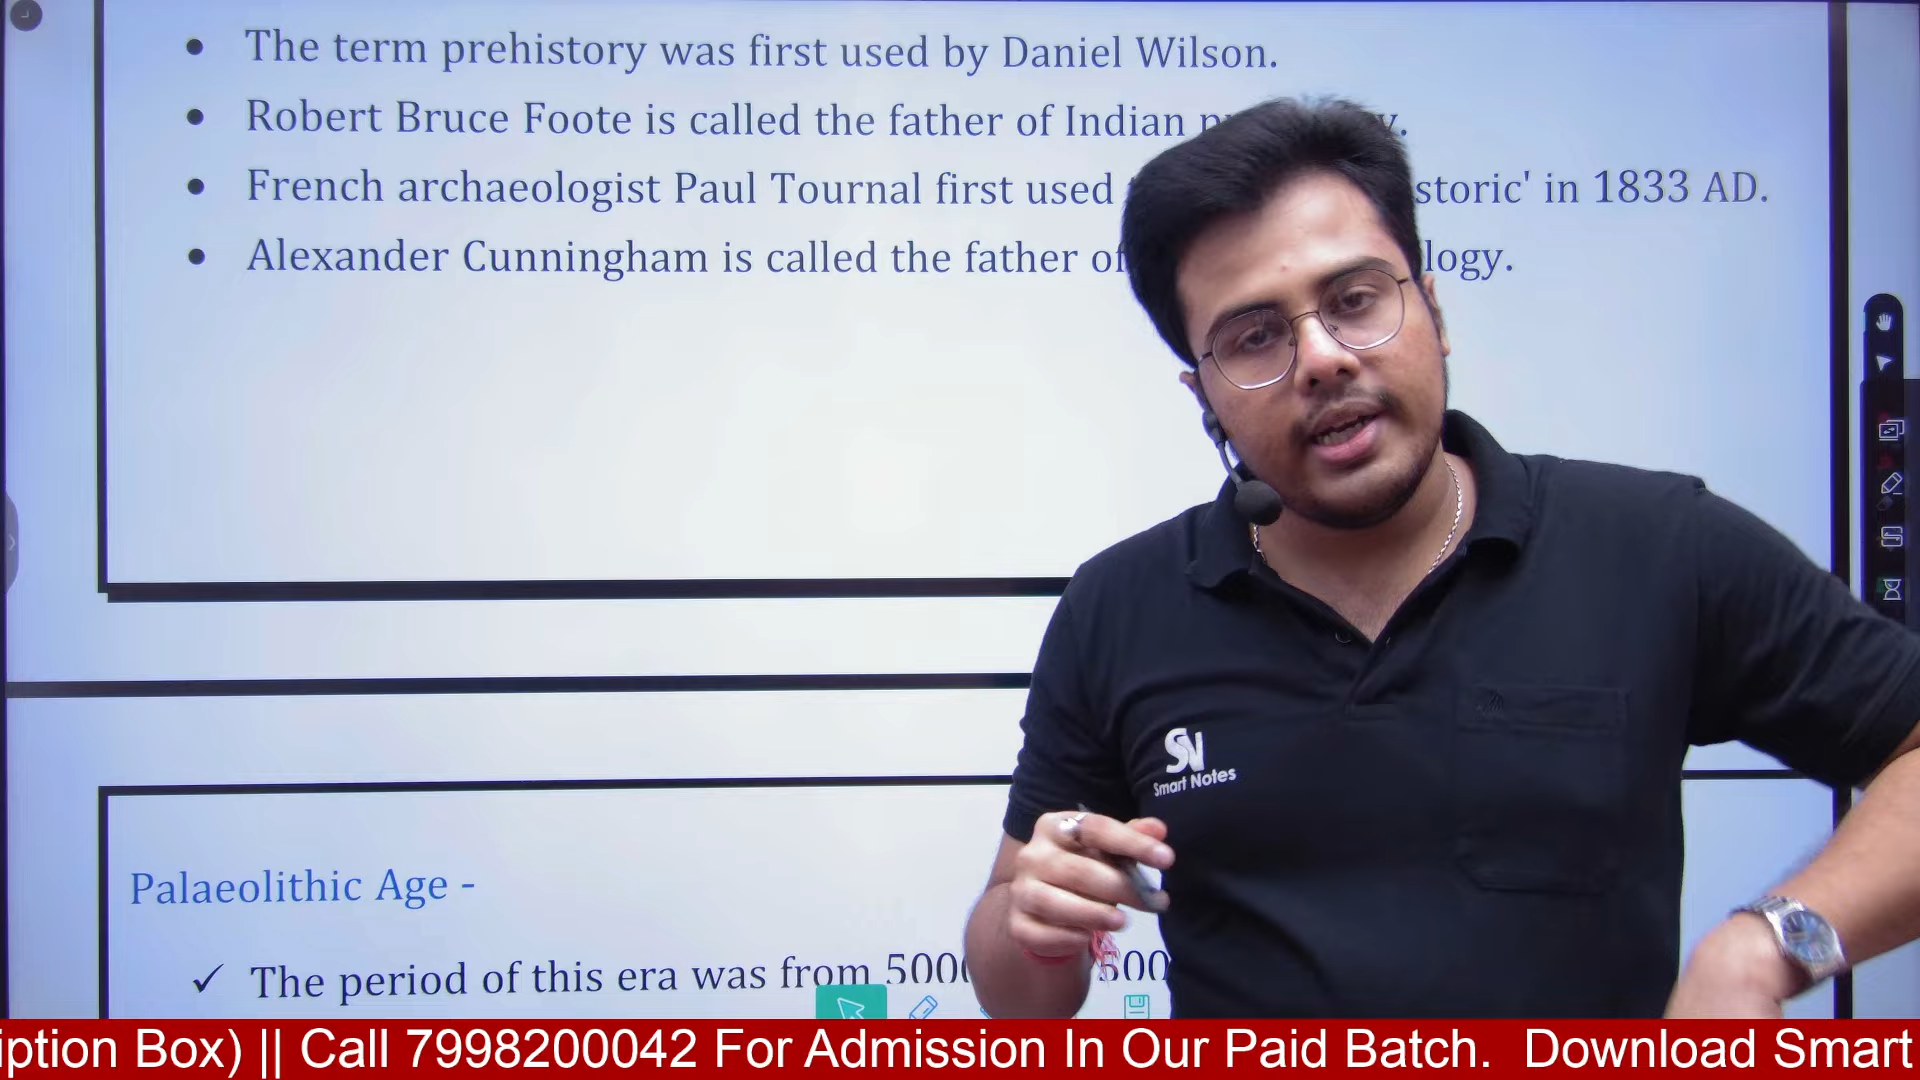 The term prehistory was first used by Daniel Wilson.
Robert Bruce Foote is called the father of Indian
French archaeologist Paul Tournal first used in 1833 AD.
Alexander Cunningham is called the father of
Palaeolithic Age -
✓ The period of this era was from
SN
Smart Notes
Box) || Call 7998200042 For Admission In Our Paid Batch. Download Smart